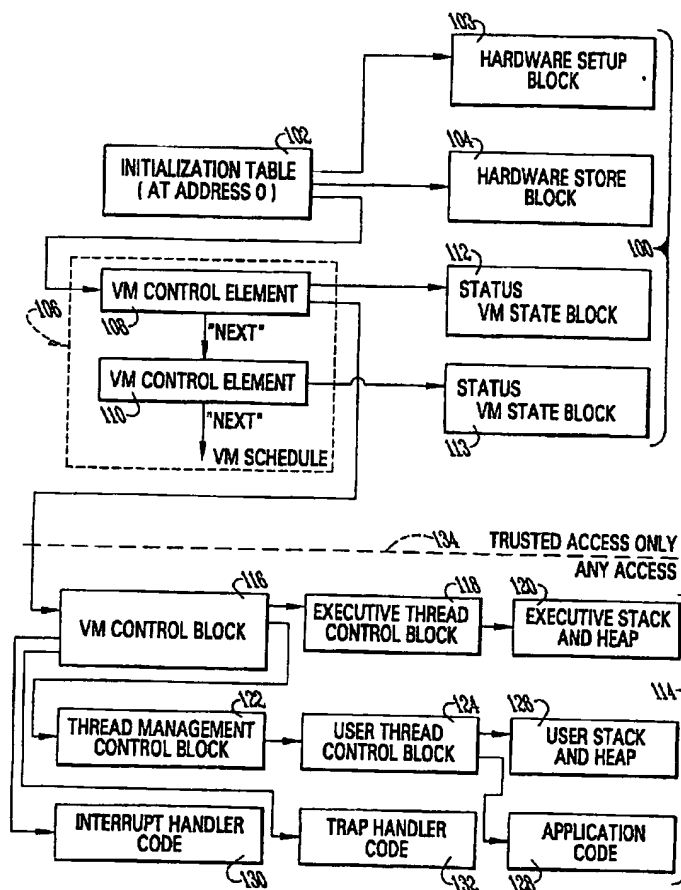 103
HARDWARE SETUP
BLOCK
102
INITIALIZATION TABLE
( AT ADDRESS 0 )
104
HARDWARE STORE
BLOCK
100
106
VM CONTROL ELEMENT
108
"NEXT"
112
STATUS
VM STATE BLOCK
VM CONTROL ELEMENT
110
"NEXT"
VM SCHEDULE
STATUS
VM STATE BLOCK
113
134
TRUSTED ACCESS ONLY
ANY ACCESS
116
VM CONTROL BLOCK
118
EXECUTIVE THREAD
CONTROL BLOCK
120
EXECUTIVE STACK
AND HEAP
114
122
THREAD MANAGEMENT
CONTROL BLOCK
124
USER THREAD
CONTROL BLOCK
126
USER STACK
AND HEAP
INTERRUPT HANDLER
CODE
130
TRAP HANDLER
CODE
132
APPLICATION
CODE
128